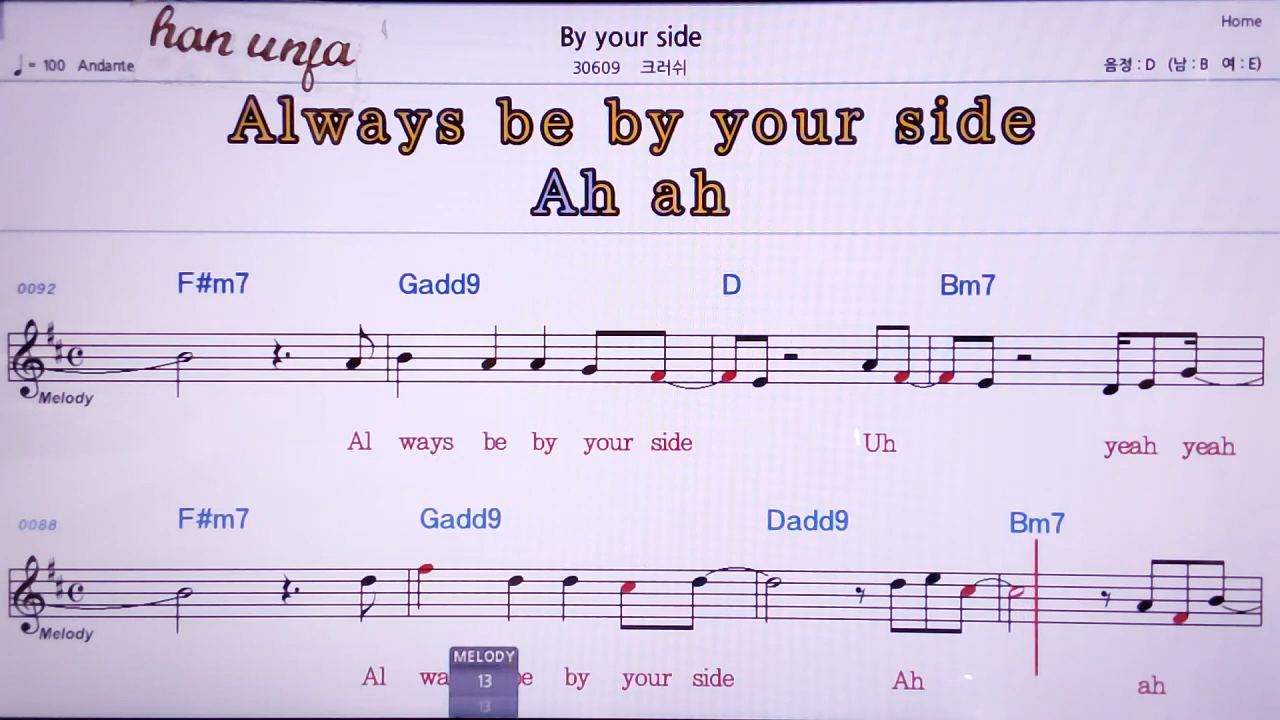 han unja
By your side
Home
♩= 100 Andante
30609 크러쉬
음정 : D (남 : B 여 : E)
Always be by your side
Ah ah
0092 F#m7 Gadd9 D Bm7
Melody
Al ways be by your side Uh yeah yeah
0088 F#m7 Gadd9 Dadd9 Bm7
Melody
MELODY
13
13
Al wa e by your side Ah ah